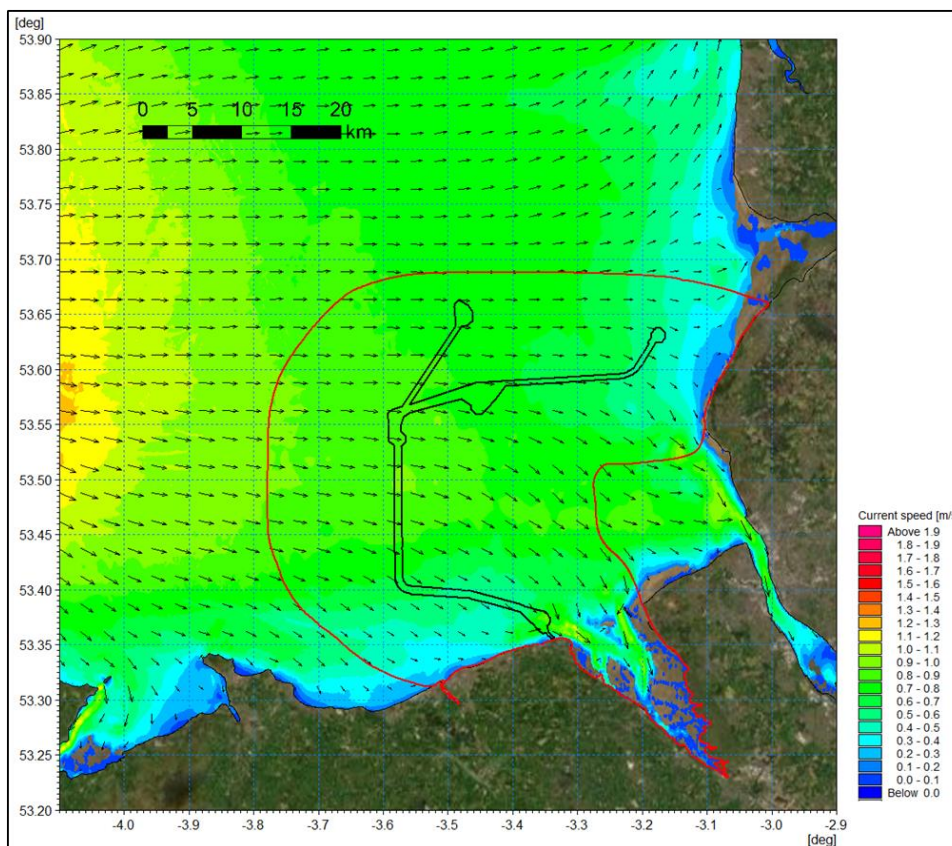 [deg]
53.90
53.85
53.80
53.75
53.70
53.65
53.60
53.55
53.50
53.45
53.40
53.35
53.30
53.25
53.20
0 5 10 15 20
km
-4.0 -3.9 -3.8 -3.7 -3.6 -3.5 -3.4 -3.3 -3.2 -3.1 -3.0 -2.9
[deg]
Current speed [m/
Above 1.9
1.8 - 1.9
1.7 - 1.8
1.6 - 1.7
1.5 - 1.6
1.4 - 1.5
1.3 - 1.4
1.2 - 1.3
1.1 - 1.2
1.0 - 1.1
0.9 - 1.0
0.8 - 0.9
0.7 - 0.8
0.6 - 0.7
0.5 - 0.6
0.4 - 0.5
0.3 - 0.4
0.2 - 0.3
0.1 - 0.2
0.0 - 0.1
Below 0.0